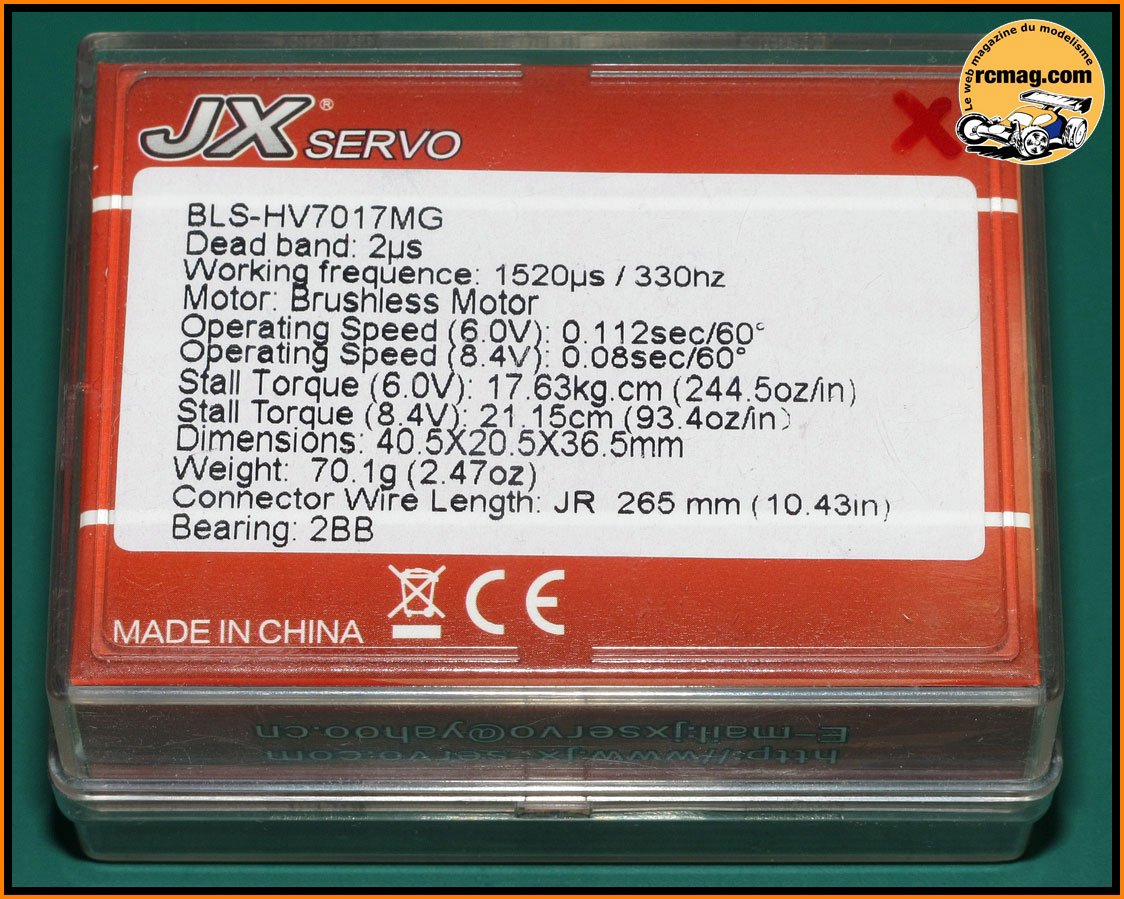 Le web magazine du modelisme
rcmag.com
JX® SERVO
X
BLS-HV7017MG
Dead band: 2µs
Working frequence: 1520µs / 330hz
Motor: Brushless Motor
Operating Speed (6.0V): 0.112sec/60°
Operating Speed (8.4V): 0.08sec/60°
Stall Torque (6.0V): 17.63kg.cm (244.5oz/in)
Stall Torque (8.4V): 21.15cm (93.4oz/in)
Dimensions: 40.5X20.5X36.5mm
Weight: 70.1g (2.47oz)
Connector Wire Length: JR 265 mm (10.43in)
Bearing: 2BB
MADE IN CHINA
CE
E-mail:jxservo@yahoo.cn
http://www.jx-servo.com